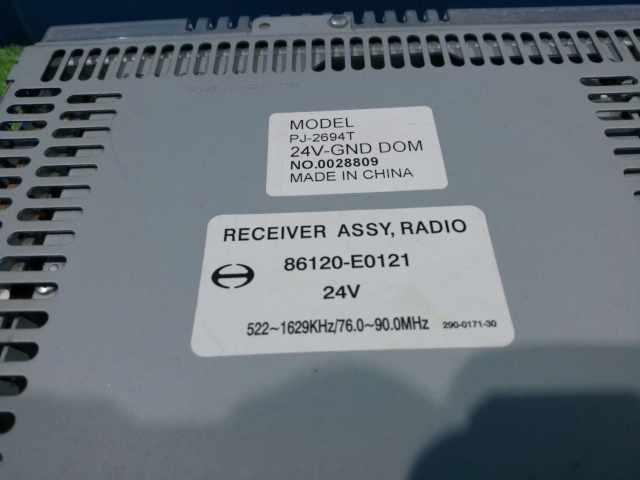 MODEL
PJ-2694T
24V-GND DOM
NO.0028809
MADE IN CHINA
RECEIVER ASSY, RADIO
86120-E0121
24V
522~1629KHz/76.0~90.0MHz 290-0171-30